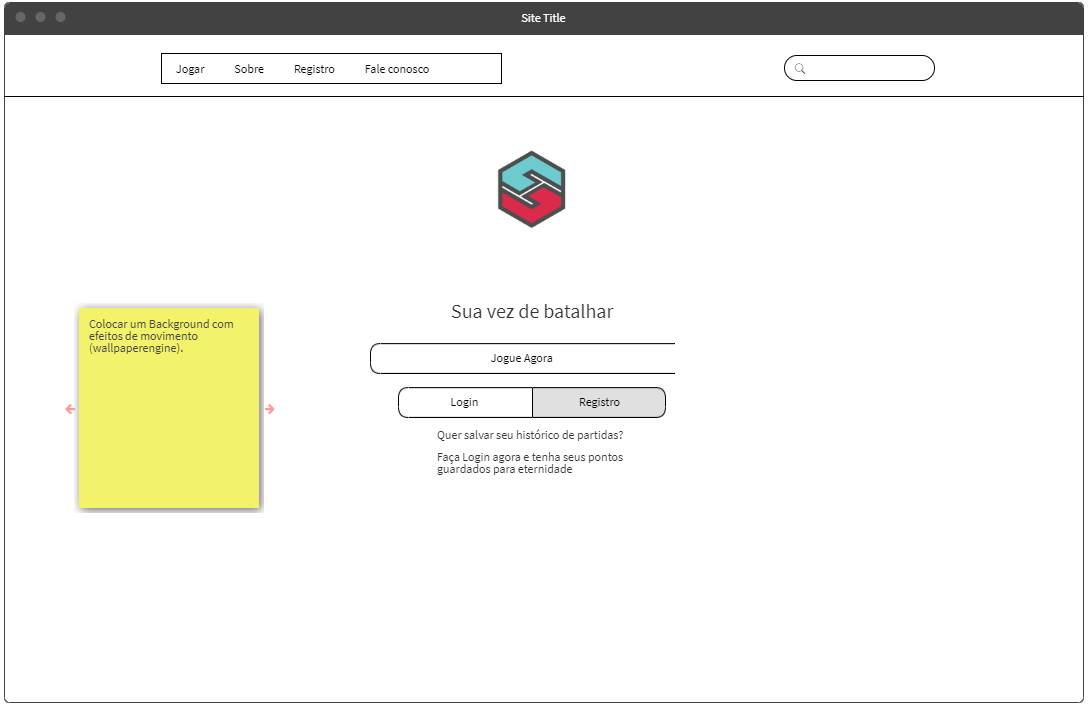 Site Title
Jogar Sobre Registro Fale conosco
Sua vez de batalhar
Colocar um Background com
efeitos de movimento
(wallpaperengine).
Jogue Agora
Login Registro
Quer salvar seu histórico de partidas?
Faça Login agora e tenha seus pontos
guardados para eternidade